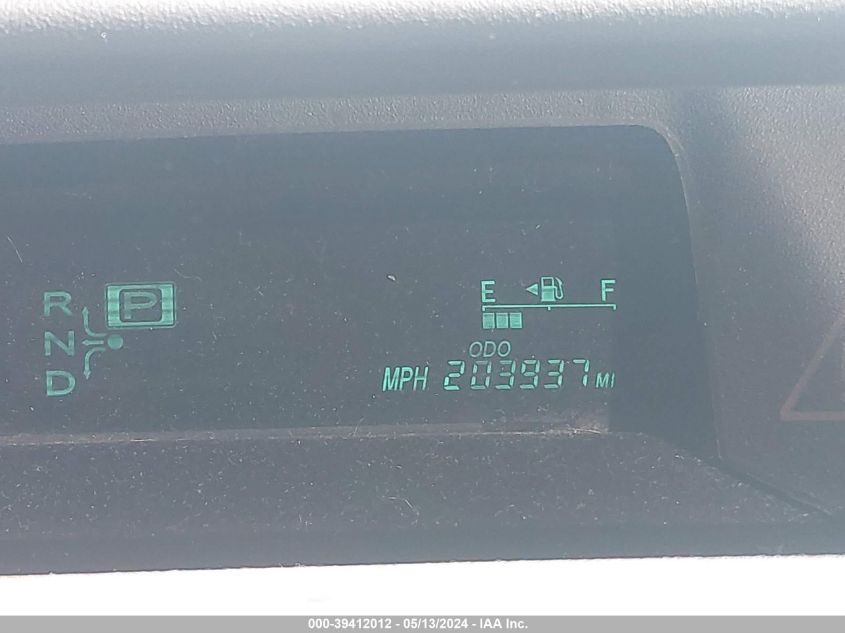 E F
R P
N
D
ODO
MPH 203937 MI
000-39412012 - 05/13/2024 - IAA Inc.